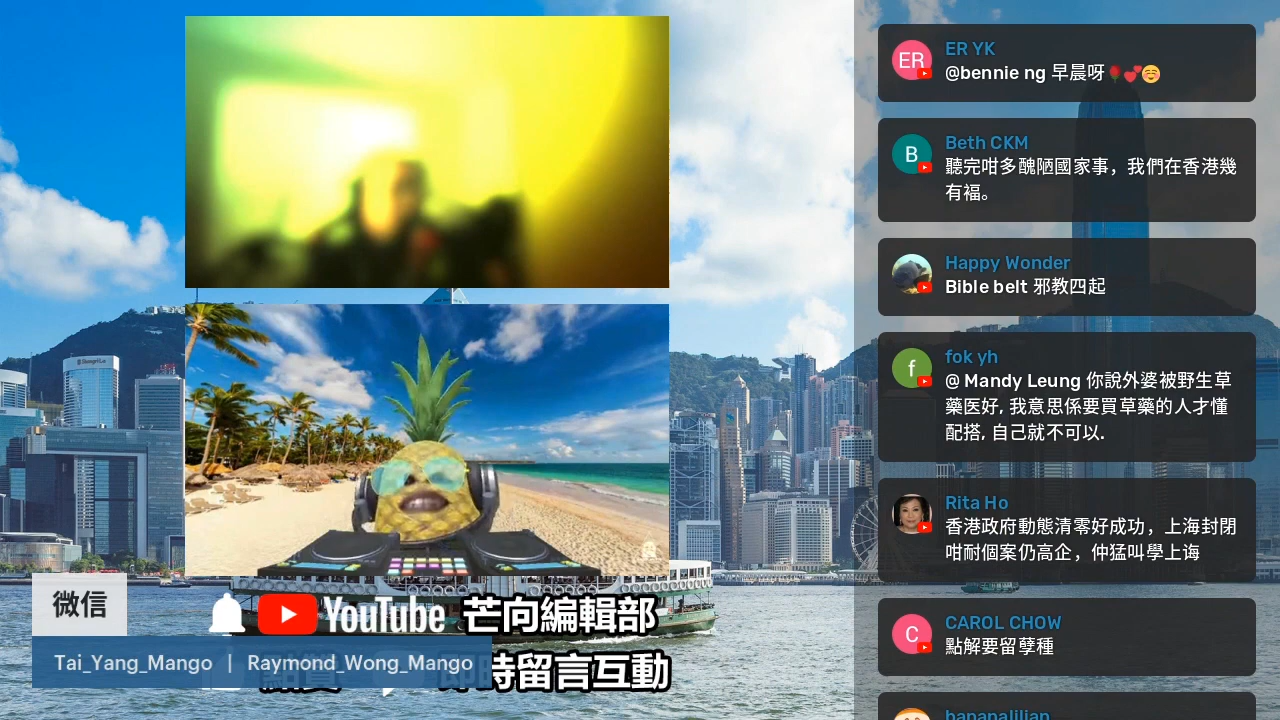 ER YK
@bennie ng 早晨呀🌹💕☺️
Beth CKM
聽完咁多醜陋國家事，我們在香港幾
有褔。
Happy Wonder
Bible belt 邪教四起
fok yh
@ Mandy Leung 你說外婆被野生草
藥医好, 我意思係要買草藥的人才懂
配搭, 自己就不可以.
Rita Ho
香港政府動態清零好成功，上海封閉
咁耐個案仍高企，仲猛叫學上诲
CAROL CHOW
點解要留孽種
bananalilian
微信
YouTube 芒向編輯部
Tai_Yang_Mango | Raymond_Wong_Mango
即時留言互動